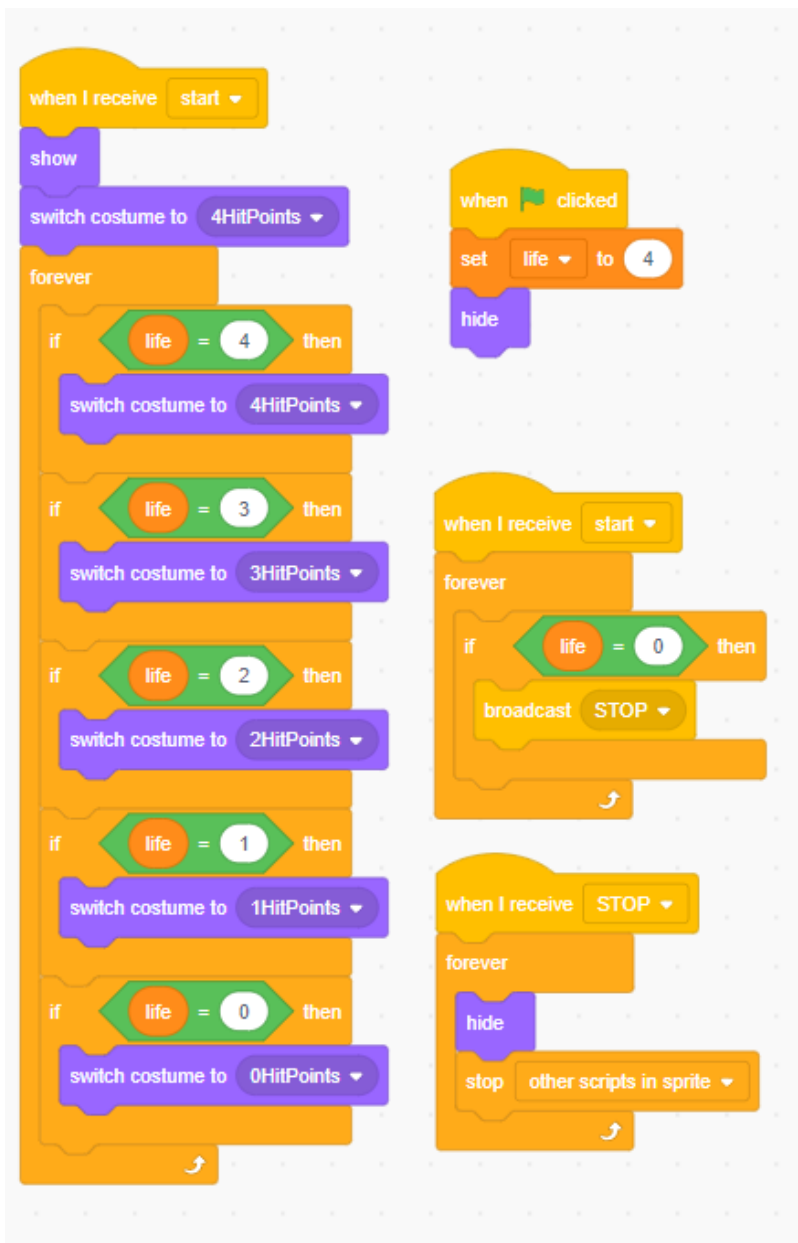 when I receive start
show
switch costume to 4HitPoints
forever
if life = 4 then
switch costume to 4HitPoints
if life = 3 then
switch costume to 3HitPoints
if life = 2 then
switch costume to 2HitPoints
if life = 1 then
switch costume to 1HitPoints
if life = 0 then
switch costume to 0HitPoints
when clicked
set life to 4
hide
when I receive start
forever
if life = 0 then
broadcast STOP
when I receive STOP
forever
hide
stop other scripts in sprite